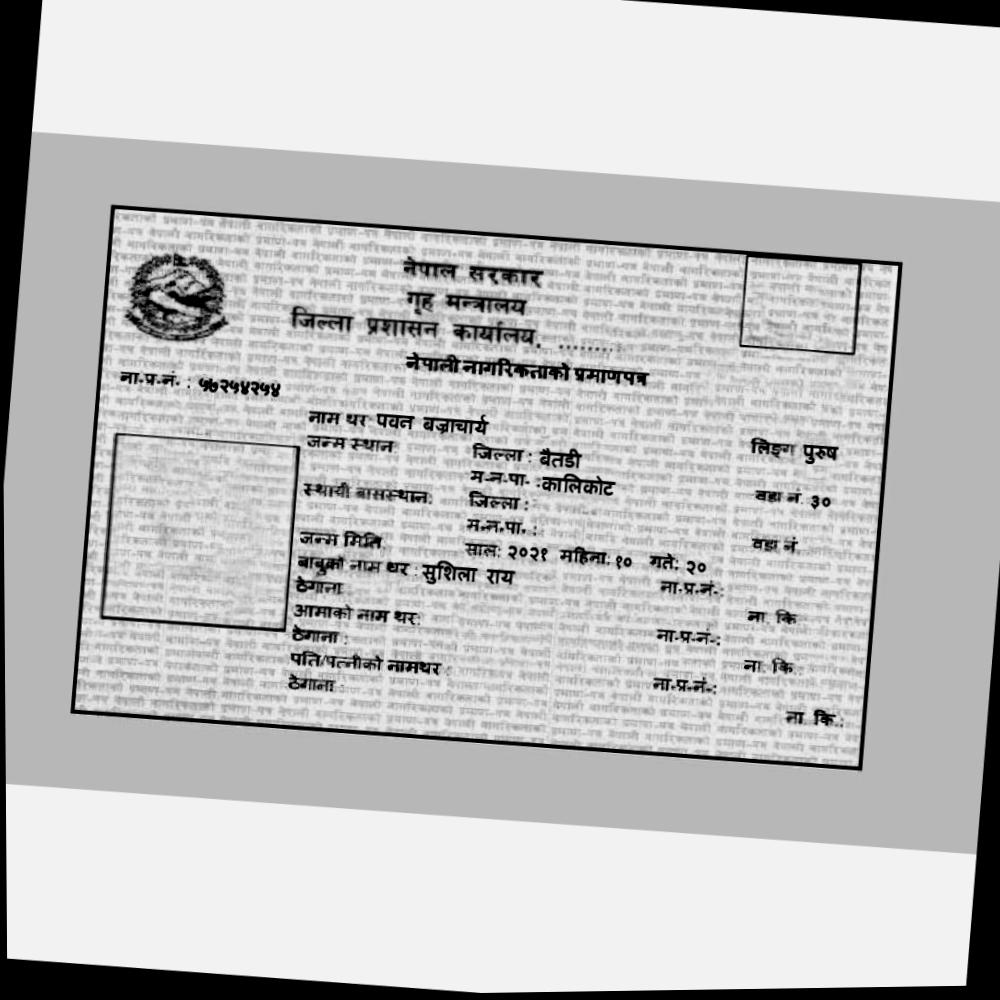 नेपाल सरकार
गृह मन्त्रालय
जिल्ला प्रशासन कार्यालय, ........
नेपाली नागरिकताको प्रमाणपत्र
ना.प्र.नं. : ५७२५४२५४
नाम थर पवन बज्राचार्य लिङ्ग पुरुष
जन्म स्थान: जिल्ला : बैतडी
म.न.पा. : कालिकोट वडा नं. ३०
स्थायी बासस्थान: जिल्ला :
म.न.पा. : वडा नं
जन्म मिति साल: २०२१ महिना: १० गते: २०
बाबुको नाम थर : सुशिला राय ना.प्र.नं.:
ठेगाना ना कि :
आमाको नाम थर: ना.प्र.नं.:
ठेगाना : ना कि :
पति/पत्नीको नामथर : ना.प्र.नं.:
ठेगाना : ना कि :